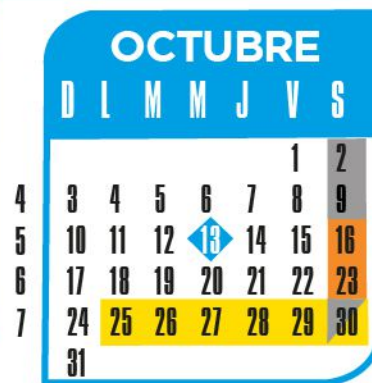 OCTUBRE
D L M M J V S
1 2
4 3 4 5 6 7 8 9
5 10 11 12 13 14 15 16
6 17 18 19 20 21 22 23
7 24 25 26 27 28 29 30
31